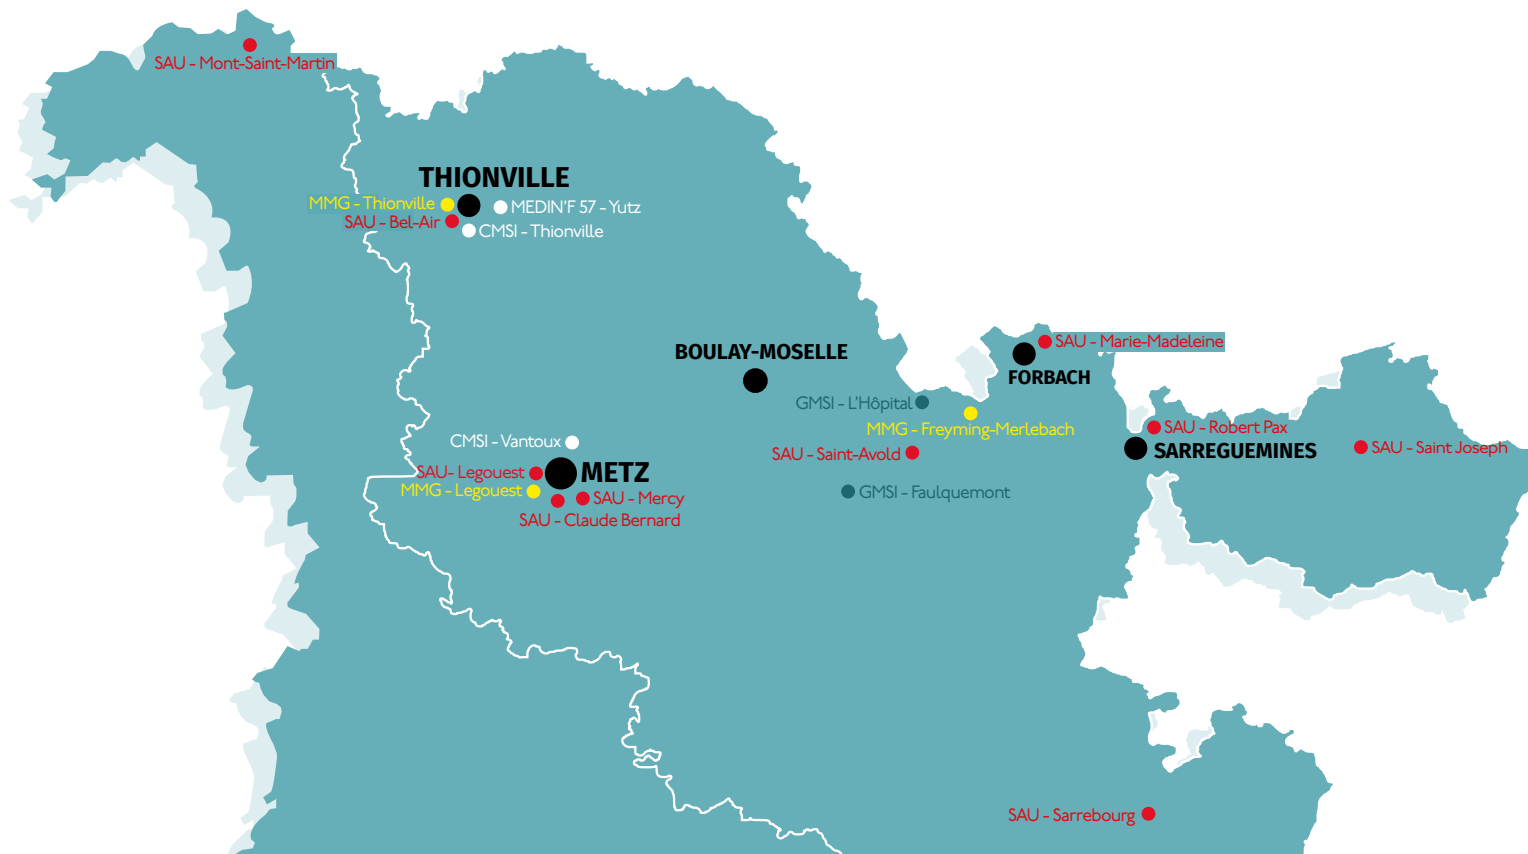 SAU - Mont-Saint-Martin
THIONVILLE
MMG - Thionville
MEDIN'F 57 - Yutz
SAU - Bel-Air
CMSI - Thionville
BOULAY-MOSELLE
SAU - Marie-Madeleine
FORBACH
GMSI - L'Hôpital
MMG - Freyming-Merlebach
SAU - Robert Pax
SARREGUEMINES
SAU - Saint Joseph
CMSI - Vantoux
SAU - Saint-Avold
SAU- Legouest
METZ
MMG - Legouest
SAU - Mercy
GMSI - Faulquemont
SAU - Claude Bernard
SAU - Sarrebourg